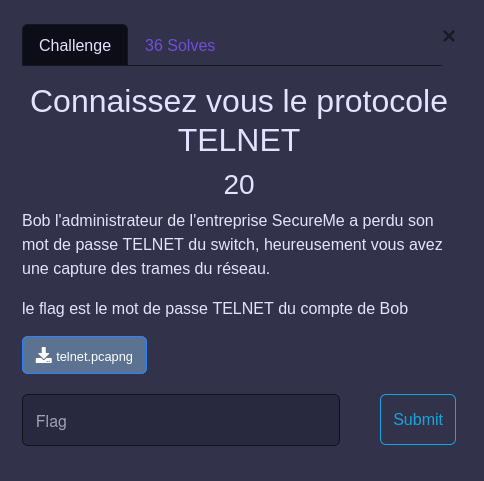 Challenge
36 Solves
×
Connaissez vous le protocole
TELNET
20
Bob l'administrateur de l'entreprise SecureMe a perdu son
mot de passe TELNET du switch, heureusement vous avez
une capture des trames du réseau.
le flag est le mot de passe TELNET du compte de Bob
telnet.pcapng
Flag
Submit